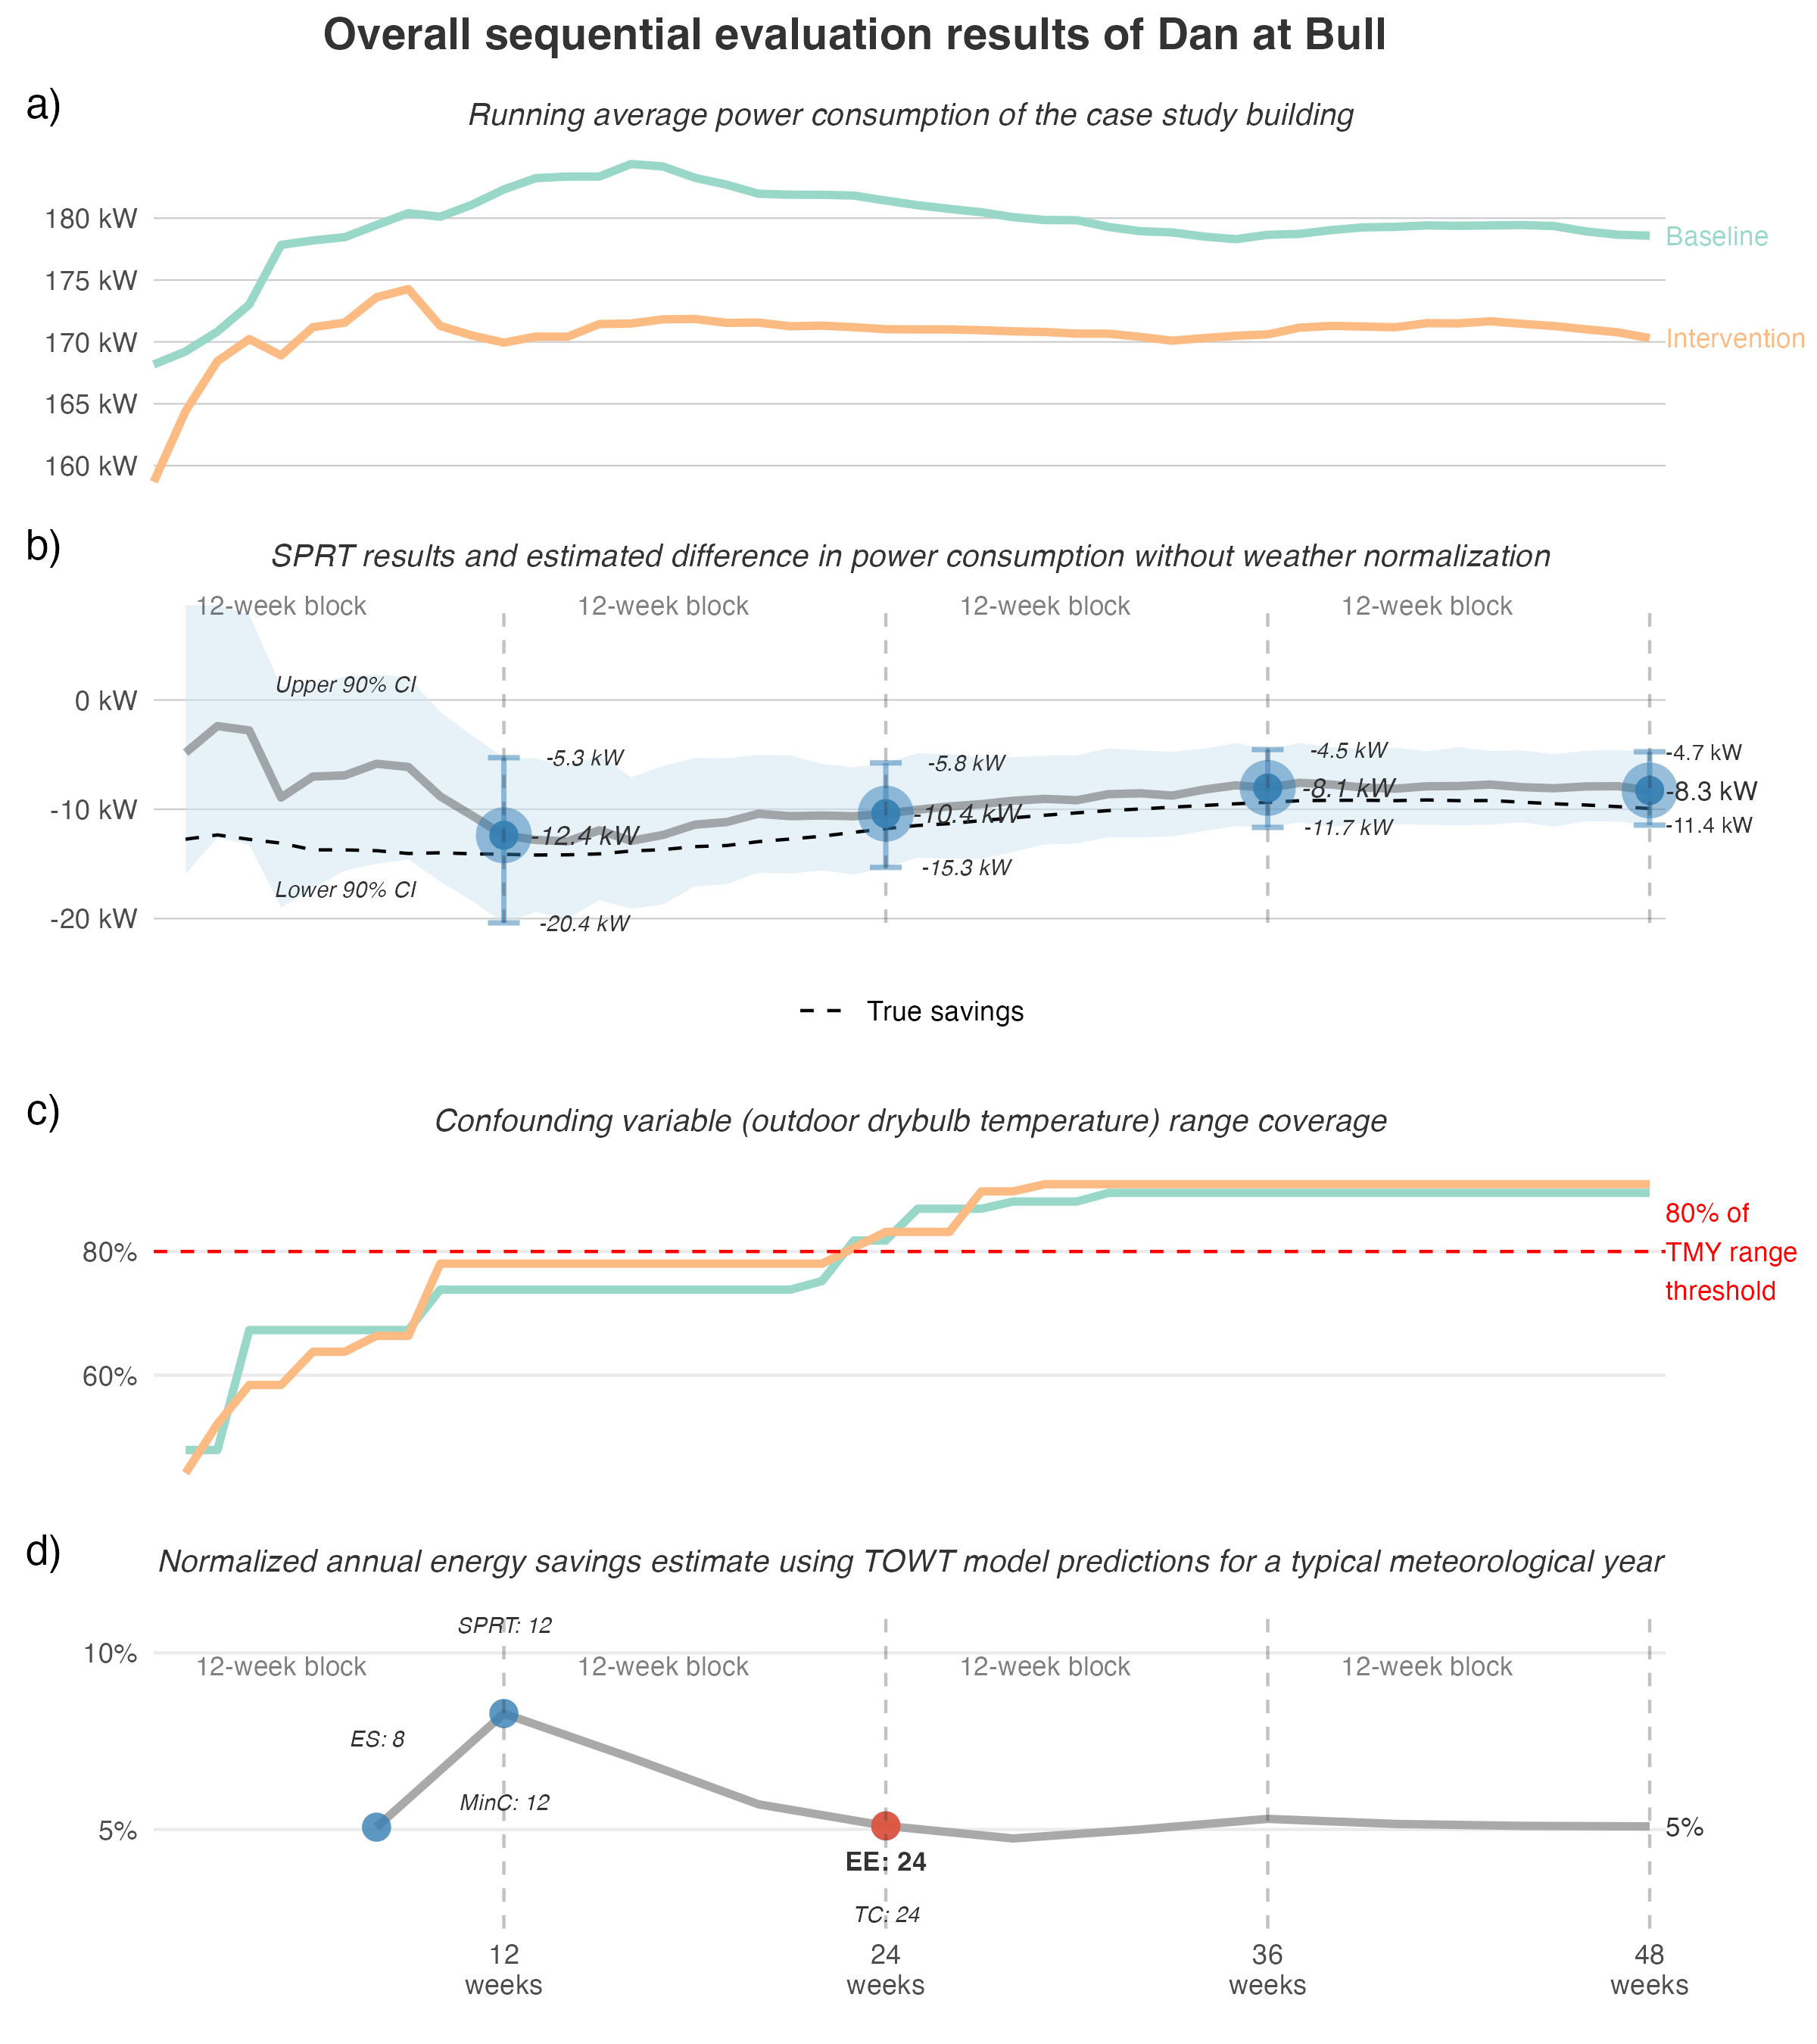 Overall sequential evaluation results of Dan at Bull
a)
Running average power consumption of the case study building
180 kW
175 kW
170 kW
165 kW
160 kW
Baseline
Intervention
b)
SPRT results and estimated difference in power consumption without weather normalization
12-week block 12-week block 12-week block 12-week block
Upper 90% CI
0 kW
-5.3 kW
-5.8 kW
-4.5 kW
-4.7 kW
-10 kW
-12.4 kW
-10.4 kW
-8.1 kW
-8.3 kW
Lower 90% CI
-20.4 kW
-15.3 kW
-11.7 kW
-11.4 kW
-20 kW
True savings
c)
Confounding variable (outdoor drybulb temperature) range coverage
80%
60%
80% of
TMY range
threshold
d)
Normalized annual energy savings estimate using TOWT model predictions for a typical meteorological year
SPRT: 12
10%
12-week block 12-week block 12-week block 12-week block
ES: 8
MinC: 12
5%
5%
EE: 24
TC: 24
12
weeks
24
weeks
36
weeks
48
weeks